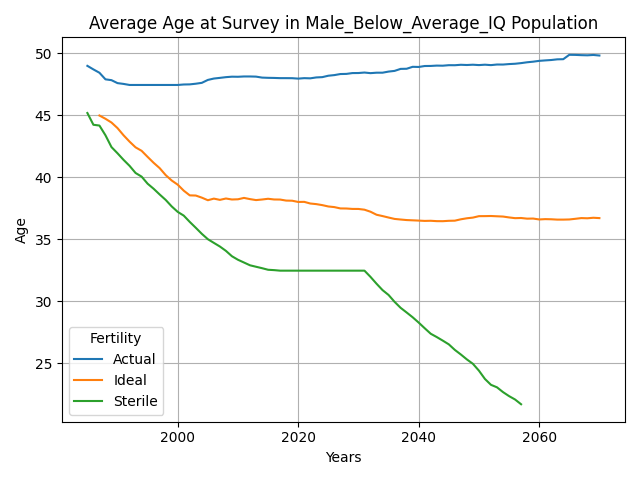 Average Age at Survey in Male_Below_Average_IQ Population
50
45
40
35
30
25
Age
Fertility
Actual
Ideal
Sterile
2000
2020
2040
2060
Years